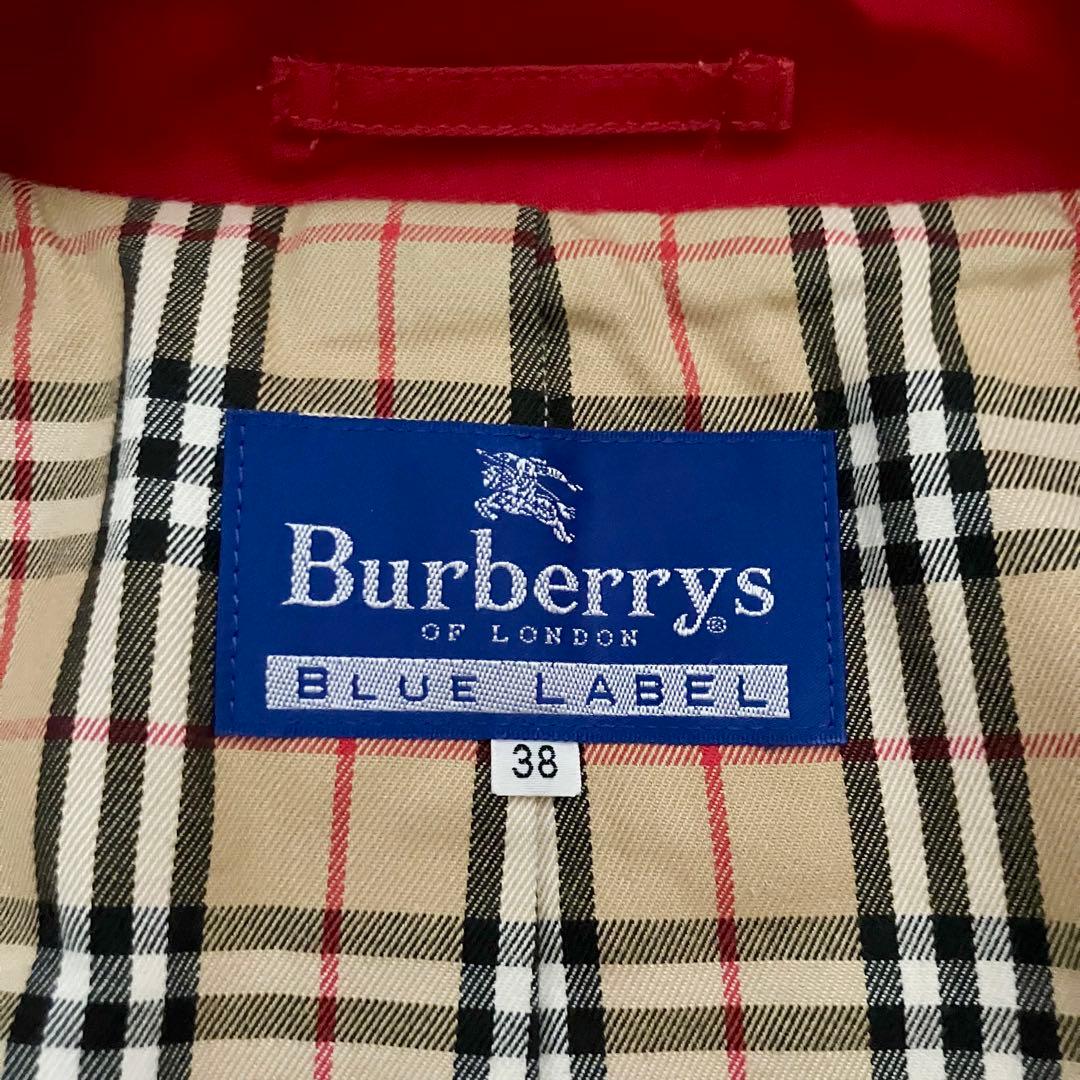 Burberrys®
OF LONDON
BLUE LABEL
38